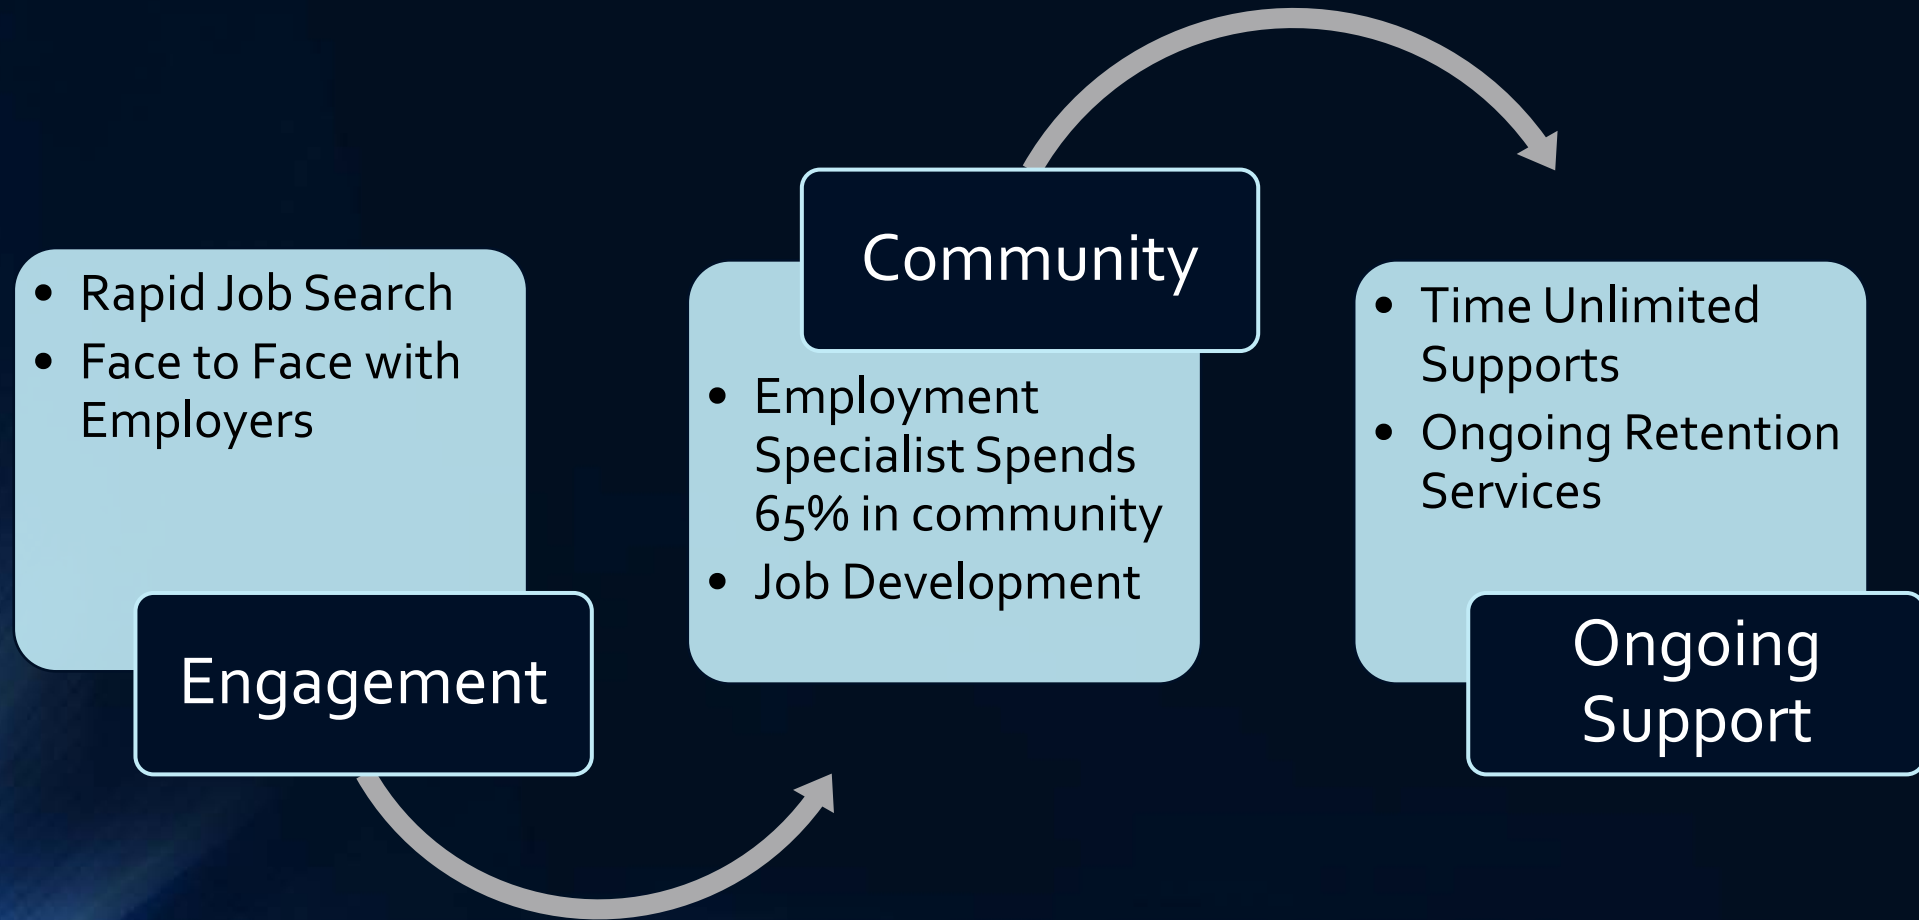 • Rapid Job Search
• Face to Face with
Employers
Engagement
Community
• Employment
Specialist Spends
65% in community
• Job Development
• Time Unlimited
Supports
• Ongoing Retention
Services
Ongoing
Support